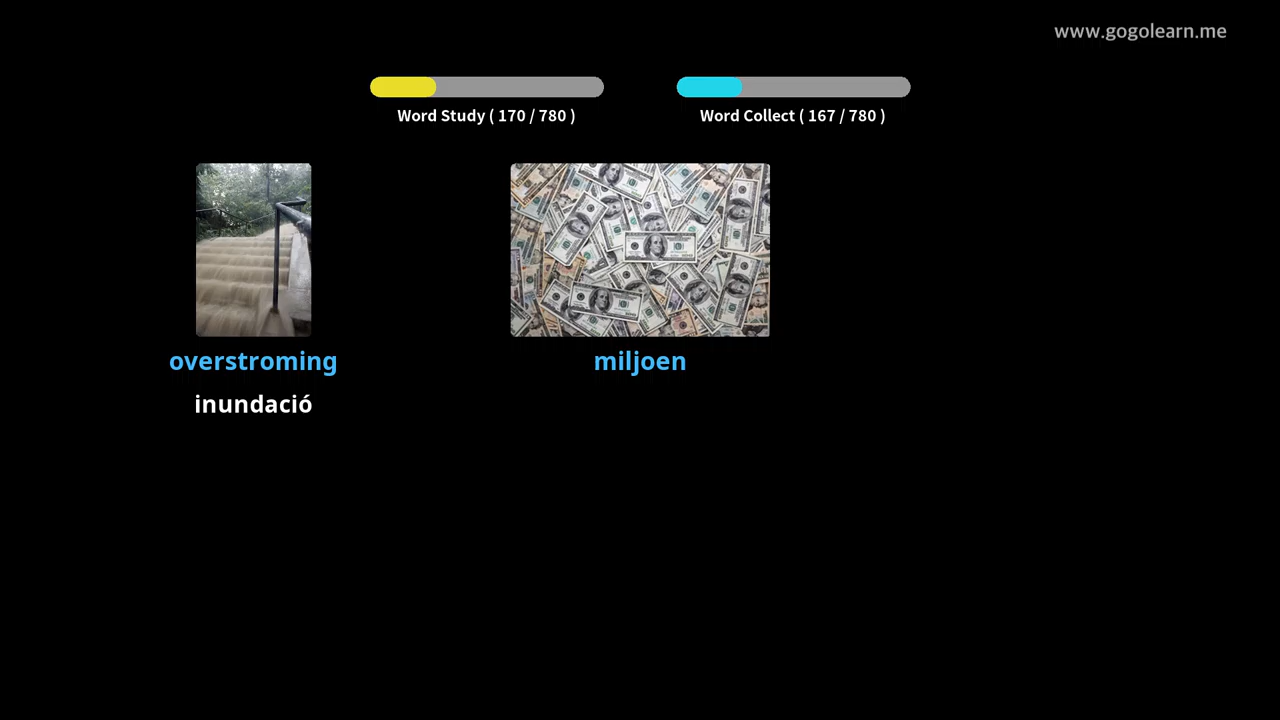 www.gogolearn.me
Word Study ( 170 / 780 )
Word Collect ( 167 / 780 )
overstroming
miljoen
inundació